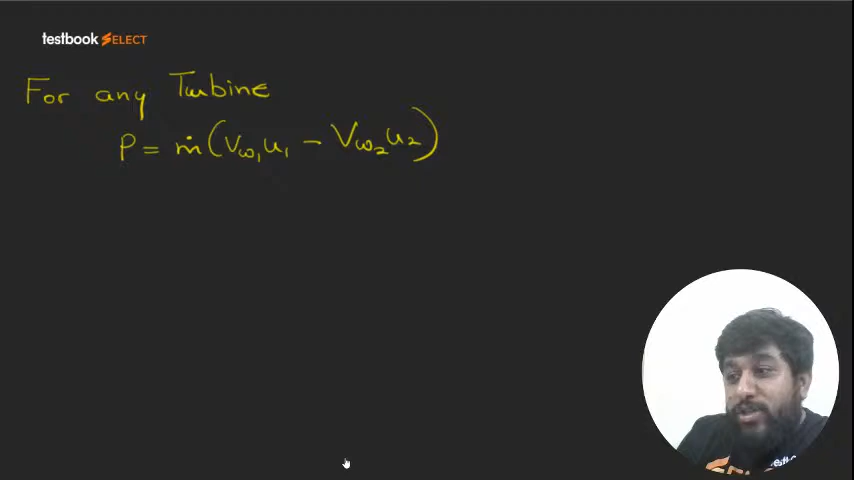 testbook SELECT
For any Turbine
P = ṁ(Vω₁u₁ − Vω₂u₂)